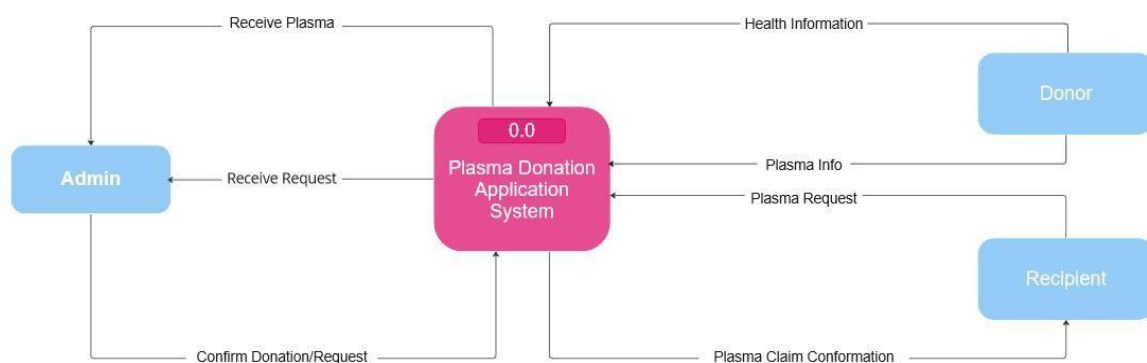 Receive Plasma
Health Information
Donor
0.0
Plasma Donation
Application
System
Plasma Info
Admin
Receive Request
Plasma Request
Recipient
Confirm Donation/Request
Plasma Claim Conformation